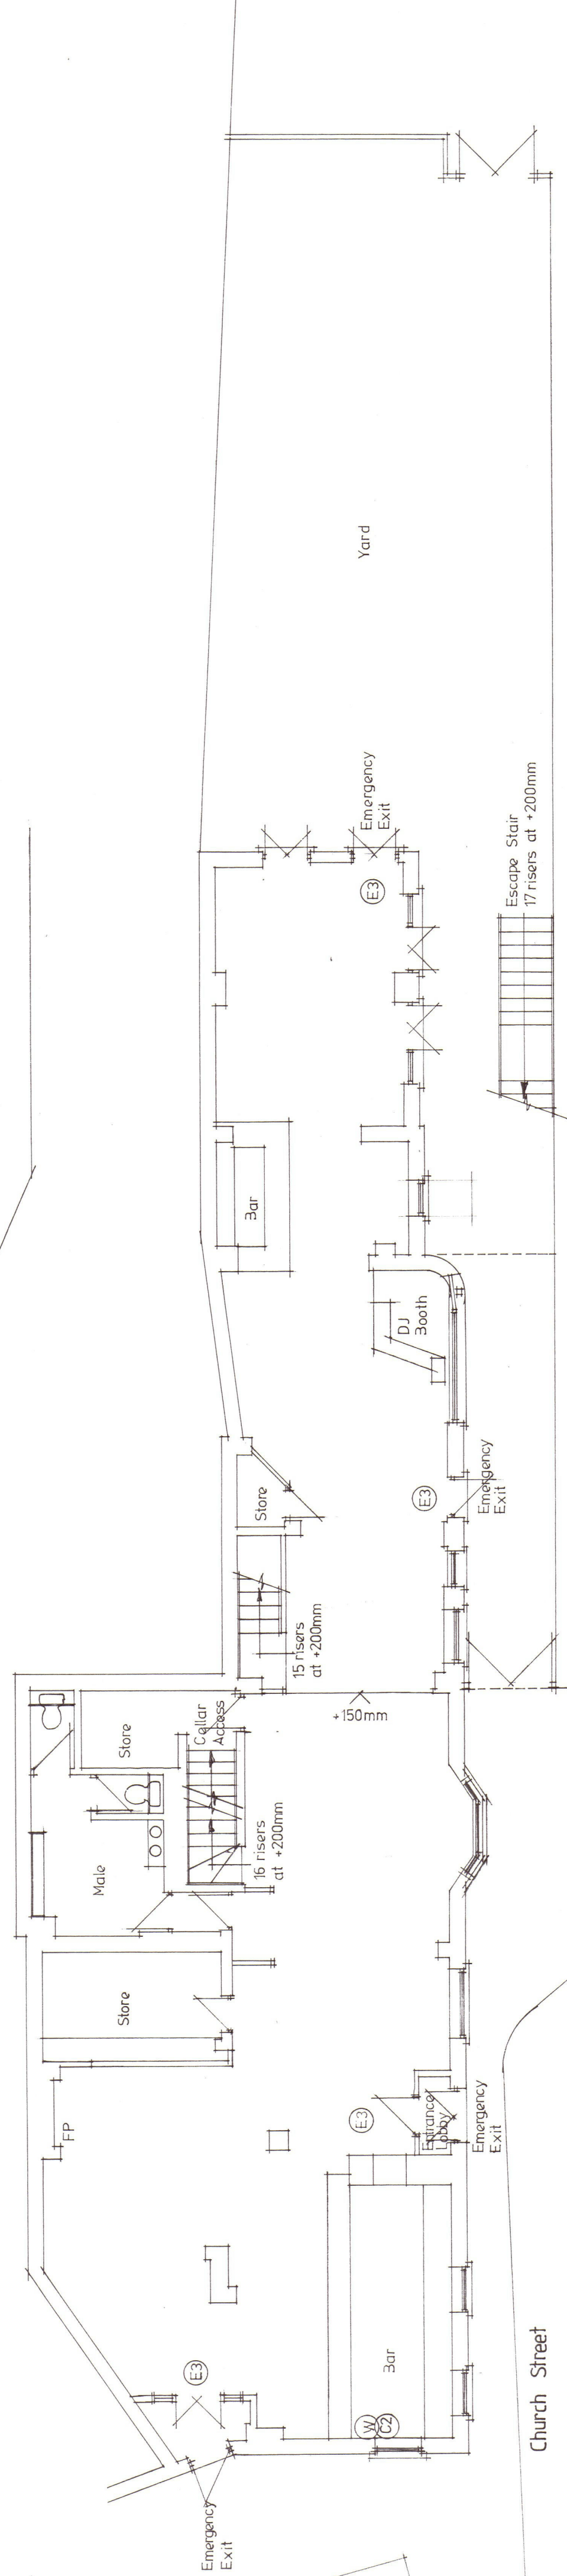 Yard
Emergency
Exit
E3
Escape Stair
17 risers at +200mm
Bar
DJ
Booth
Store
E3
Emergency
Exit
15 risers
at +200mm
Cellar
Access
+150mm
Store
16 risers
at +200mm
Male
Store
FP
E3
Entrance
Lobby
Emergency
Exit
E3
Bar
W
C2
Church Street
Emergency
Exit